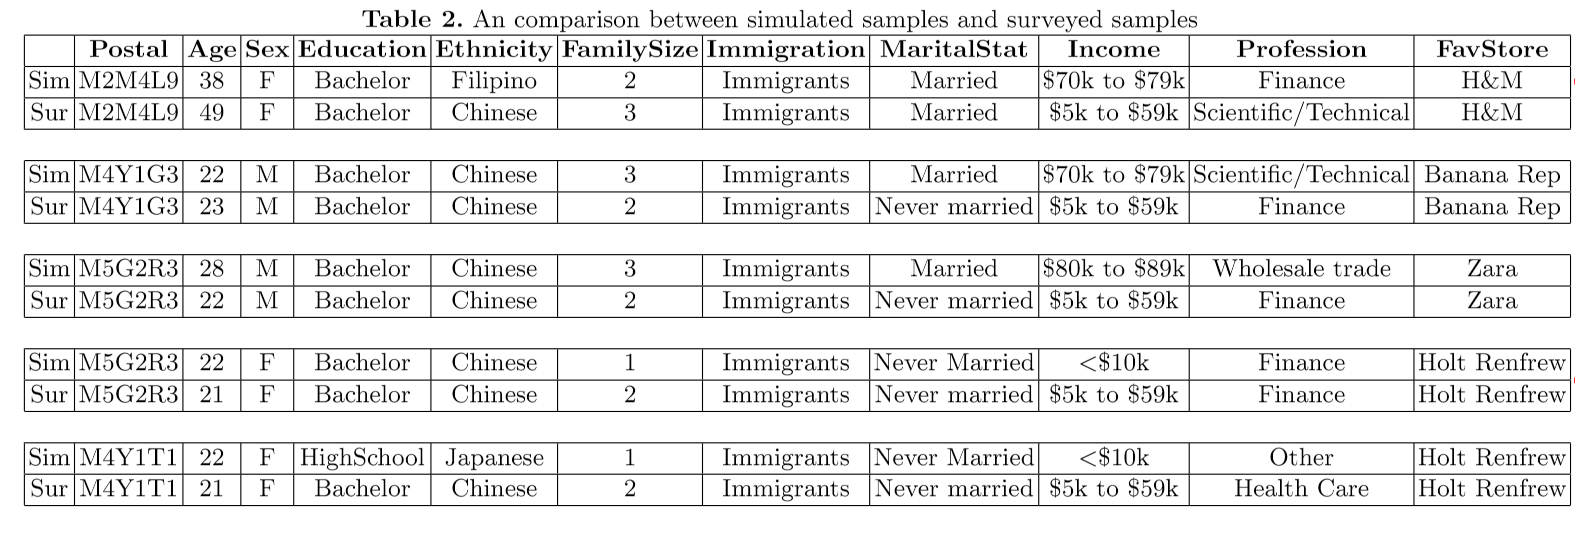 Table 2. An comparison between simulated samples and surveyed samples
Postal Age Sex Education Ethnicity FamilySize Immigration MaritalStat Income Profession FavStore
Sim M2M4L9 38 F Bachelor Filipino 2 Immigrants Married $70k to $79k Finance H&M
Sur M2M4L9 49 F Bachelor Chinese 3 Immigrants Married $5k to $59k Scientific/Technical H&M
Sim M4Y1G3 22 M Bachelor Chinese 3 Immigrants Married $70k to $79k Scientific/Technical Banana Rep
Sur M4Y1G3 23 M Bachelor Chinese 2 Immigrants Never married $5k to $59k Finance Banana Rep
Sim M5G2R3 28 M Bachelor Chinese 3 Immigrants Married $80k to $89k Wholesale trade Zara
Sur M5G2R3 22 M Bachelor Chinese 2 Immigrants Never married $5k to $59k Finance Zara
Sim M5G2R3 22 F Bachelor Chinese 1 Immigrants Never Married <$10k Finance Holt Renfrew
Sur M5G2R3 21 F Bachelor Chinese 2 Immigrants Never married $5k to $59k Finance Holt Renfrew
Sim M4Y1T1 22 F HighSchool Japanese 1 Immigrants Never Married <$10k Other Holt Renfrew
Sur M4Y1T1 21 F Bachelor Chinese 2 Immigrants Never married $5k to $59k Health Care Holt Renfrew